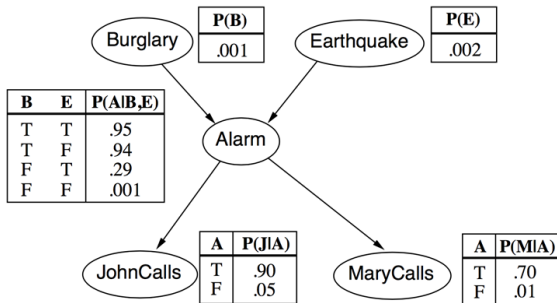 Burglary
P(B)
.001
Earthquake
P(E)
.002
B E P(A|B,E)
T T .95
T F .94
F T .29
F F .001
Alarm
JohnCalls
A P(J|A)
T .90
F .05
MaryCalls
A P(M|A)
T .70
F .01